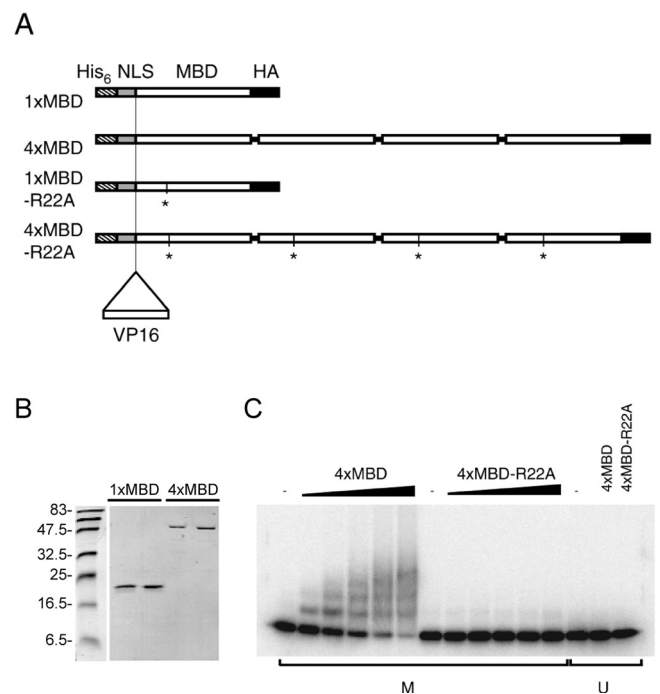 A
His6 NLS MBD HA
1xMBD
4xMBD
1xMBD
-R22A
*
4xMBD
-R22A
* * * *
VP16
B
1xMBD 4xMBD
83-
47.5-
32.5-
25-
16.5-
6.5-
C
- 4xMBD - 4xMBD-R22A - 4xMBD 4xMBD-R22A
M U